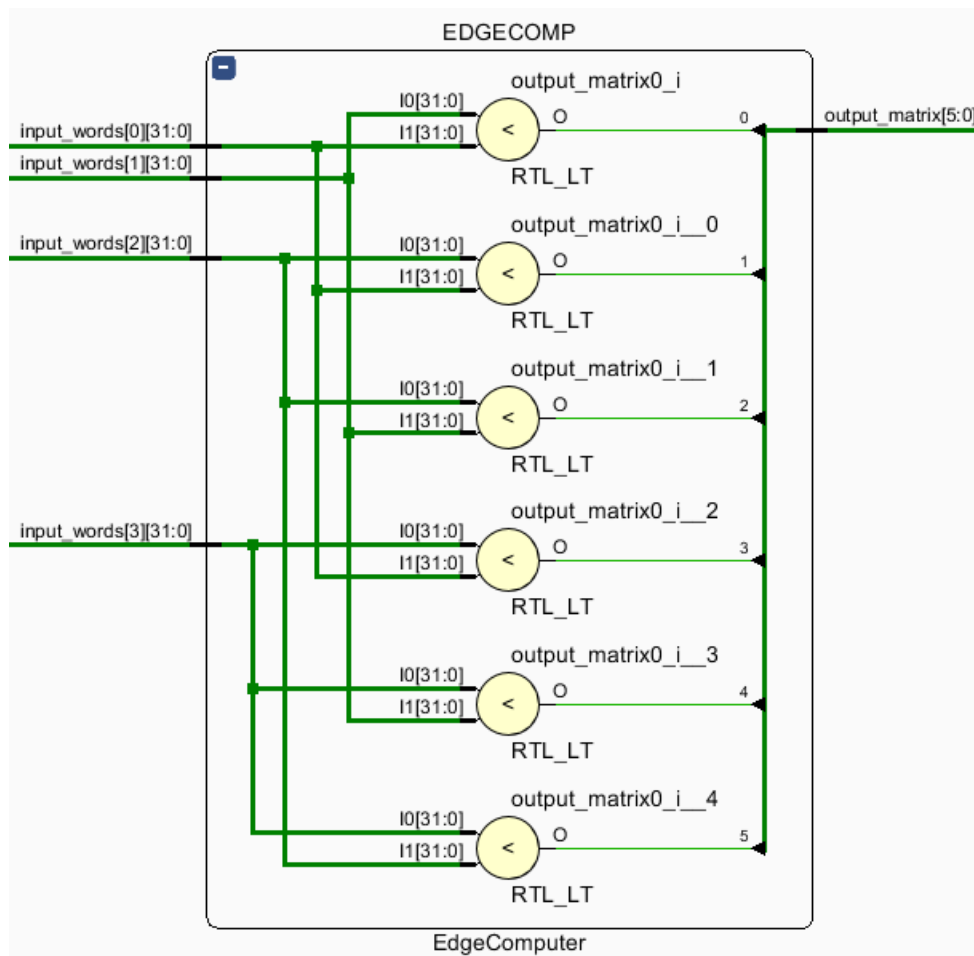 EDGECOMP
-
output_matrix0_i
I0[31:0]
O
0
output_matrix[5:0]
input_words[0][31:0]
I1[31:0]
<
input_words[1][31:0]
RTL_LT
output_matrix0_i__0
input_words[2][31:0]
I0[31:0]
O
1
I1[31:0]
<
RTL_LT
output_matrix0_i__1
I0[31:0]
O
2
I1[31:0]
<
RTL_LT
output_matrix0_i__2
input_words[3][31:0]
I0[31:0]
O
3
I1[31:0]
<
RTL_LT
output_matrix0_i__3
I0[31:0]
O
4
I1[31:0]
<
RTL_LT
output_matrix0_i__4
I0[31:0]
O
5
I1[31:0]
<
RTL_LT
EdgeComputer